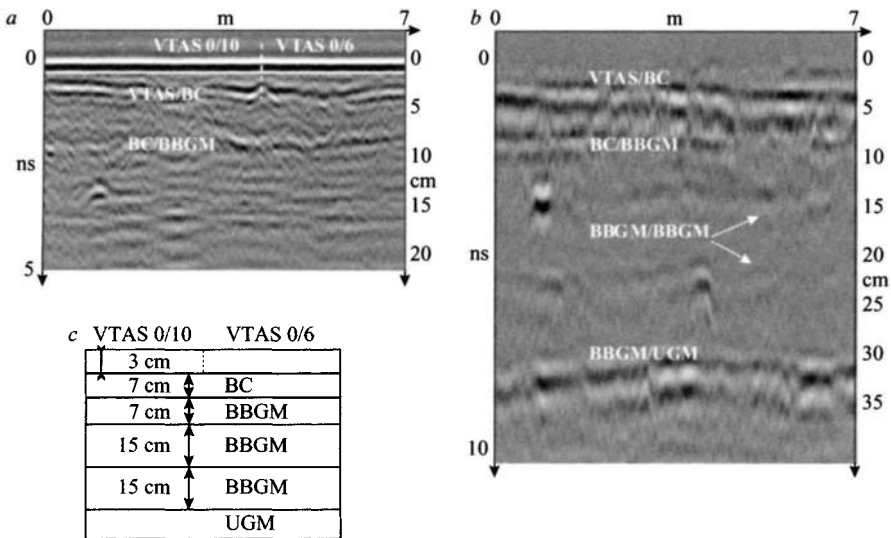 a 0 m 7
VTAS 0/10 VTAS 0/6
0 0
VTAS/BC
5
BC/BBGM
10
ns
cm
15
20
5
b 0 m 7
0 0
VTAS/BC
5
BC/BBGM
10
15
BBGM/BBGM
20
ns
cm
25
BBGM/UGM
30
35
10
c VTAS 0/10 VTAS 0/6
3 cm
7 cm BC
7 cm BBGM
15 cm BBGM
15 cm BBGM
UGM